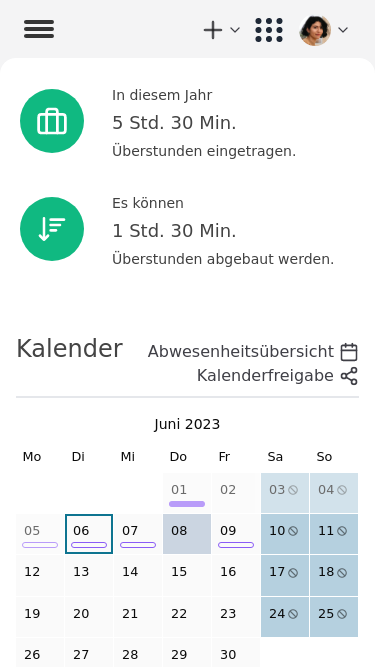 In diesem Jahr
5 Std. 30 Min.
Überstunden eingetragen.
Es können
1 Std. 30 Min.
Überstunden abgebaut werden.
Kalender
Abwesenheitsübersicht
Kalenderfreigabe
Juni 2023
Mo Di Mi Do Fr Sa So
01 02 03 04
05 06 07 08 09 10 11
12 13 14 15 16 17 18
19 20 21 22 23 24 25
26 27 28 29 30